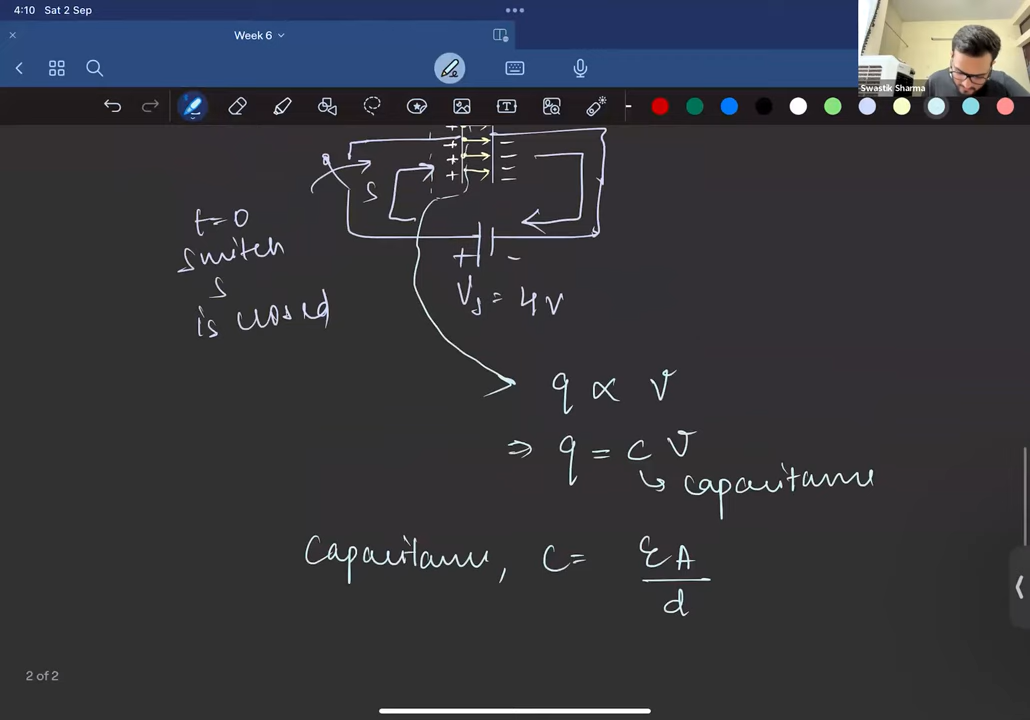 4:10 Sat 2 Sep
Week 6
Swastik Sharma
+ -
+ -
+ -
+ -
S
t=0
switch
S
is closed
+ -
Vs = 4V
q ∝ v
⇒ q = c v
↳ capacitance
Capacitance, C = εA/d
2 of 2